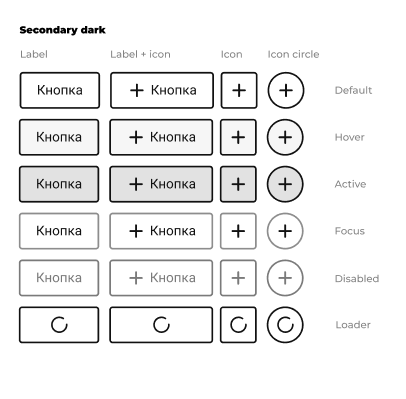 Secondary dark
Label Label + icon Icon Icon circle
Кнопка Кнопка Default
Кнопка Кнопка Hover
Кнопка Кнопка Active
Кнопка Кнопка Focus
Кнопка Кнопка Disabled
Loader